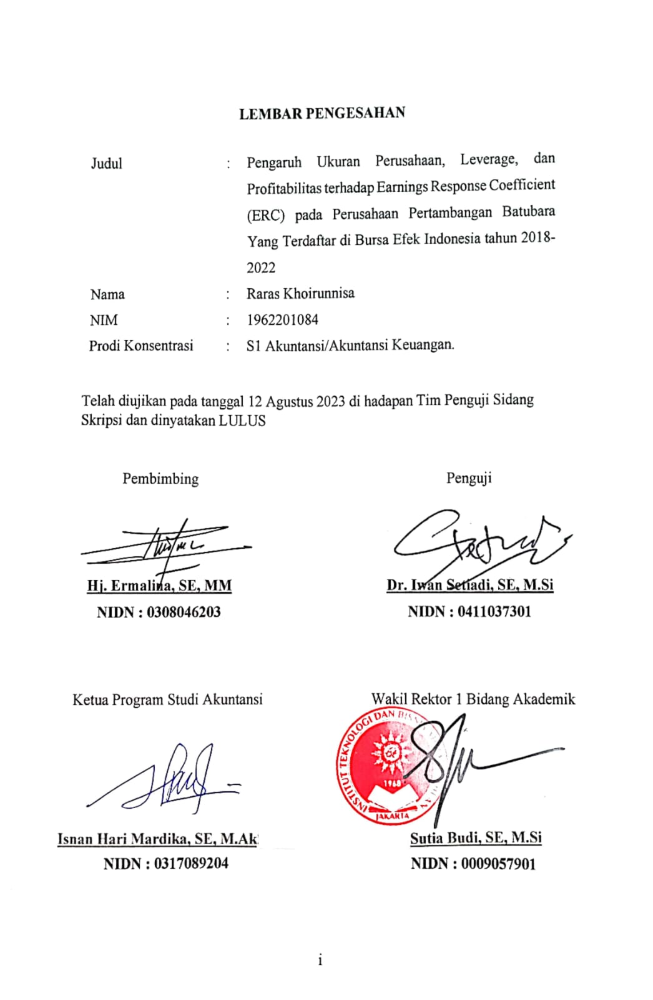 LEMBAR PENGESAHAN
Judul : Pengaruh Ukuran Perusahaan, Leverage, dan
Profitabilitas terhadap Earnings Response Coefficient
(ERC) pada Perusahaan Pertambangan Batubara
Yang Terdaftar di Bursa Efek Indonesia tahun 2018-
2022
Nama : Raras Khoirunnisa
NIM : 1962201084
Prodi Konsentrasi : S1 Akuntansi/Akuntansi Keuangan.
Telah diujikan pada tanggal 12 Agustus 2023 di hadapan Tim Penguji Sidang
Skripsi dan dinyatakan LULUS
Pembimbing
Hj. Ermalina, SE, MM
NIDN : 0308046203
Penguji
Dr. Iwan Setiadi, SE, M.Si
NIDN : 0411037301
Ketua Program Studi Akuntansi
Isnan Hari Mardika, SE, M.Ak
NIDN : 0317089204
Wakil Rektor 1 Bidang Akademik
INSTITUT TEKNOLOGI DAN
1968
JAKARTA
Sutia Budi, SE, M.Si
NIDN : 0009057901
i